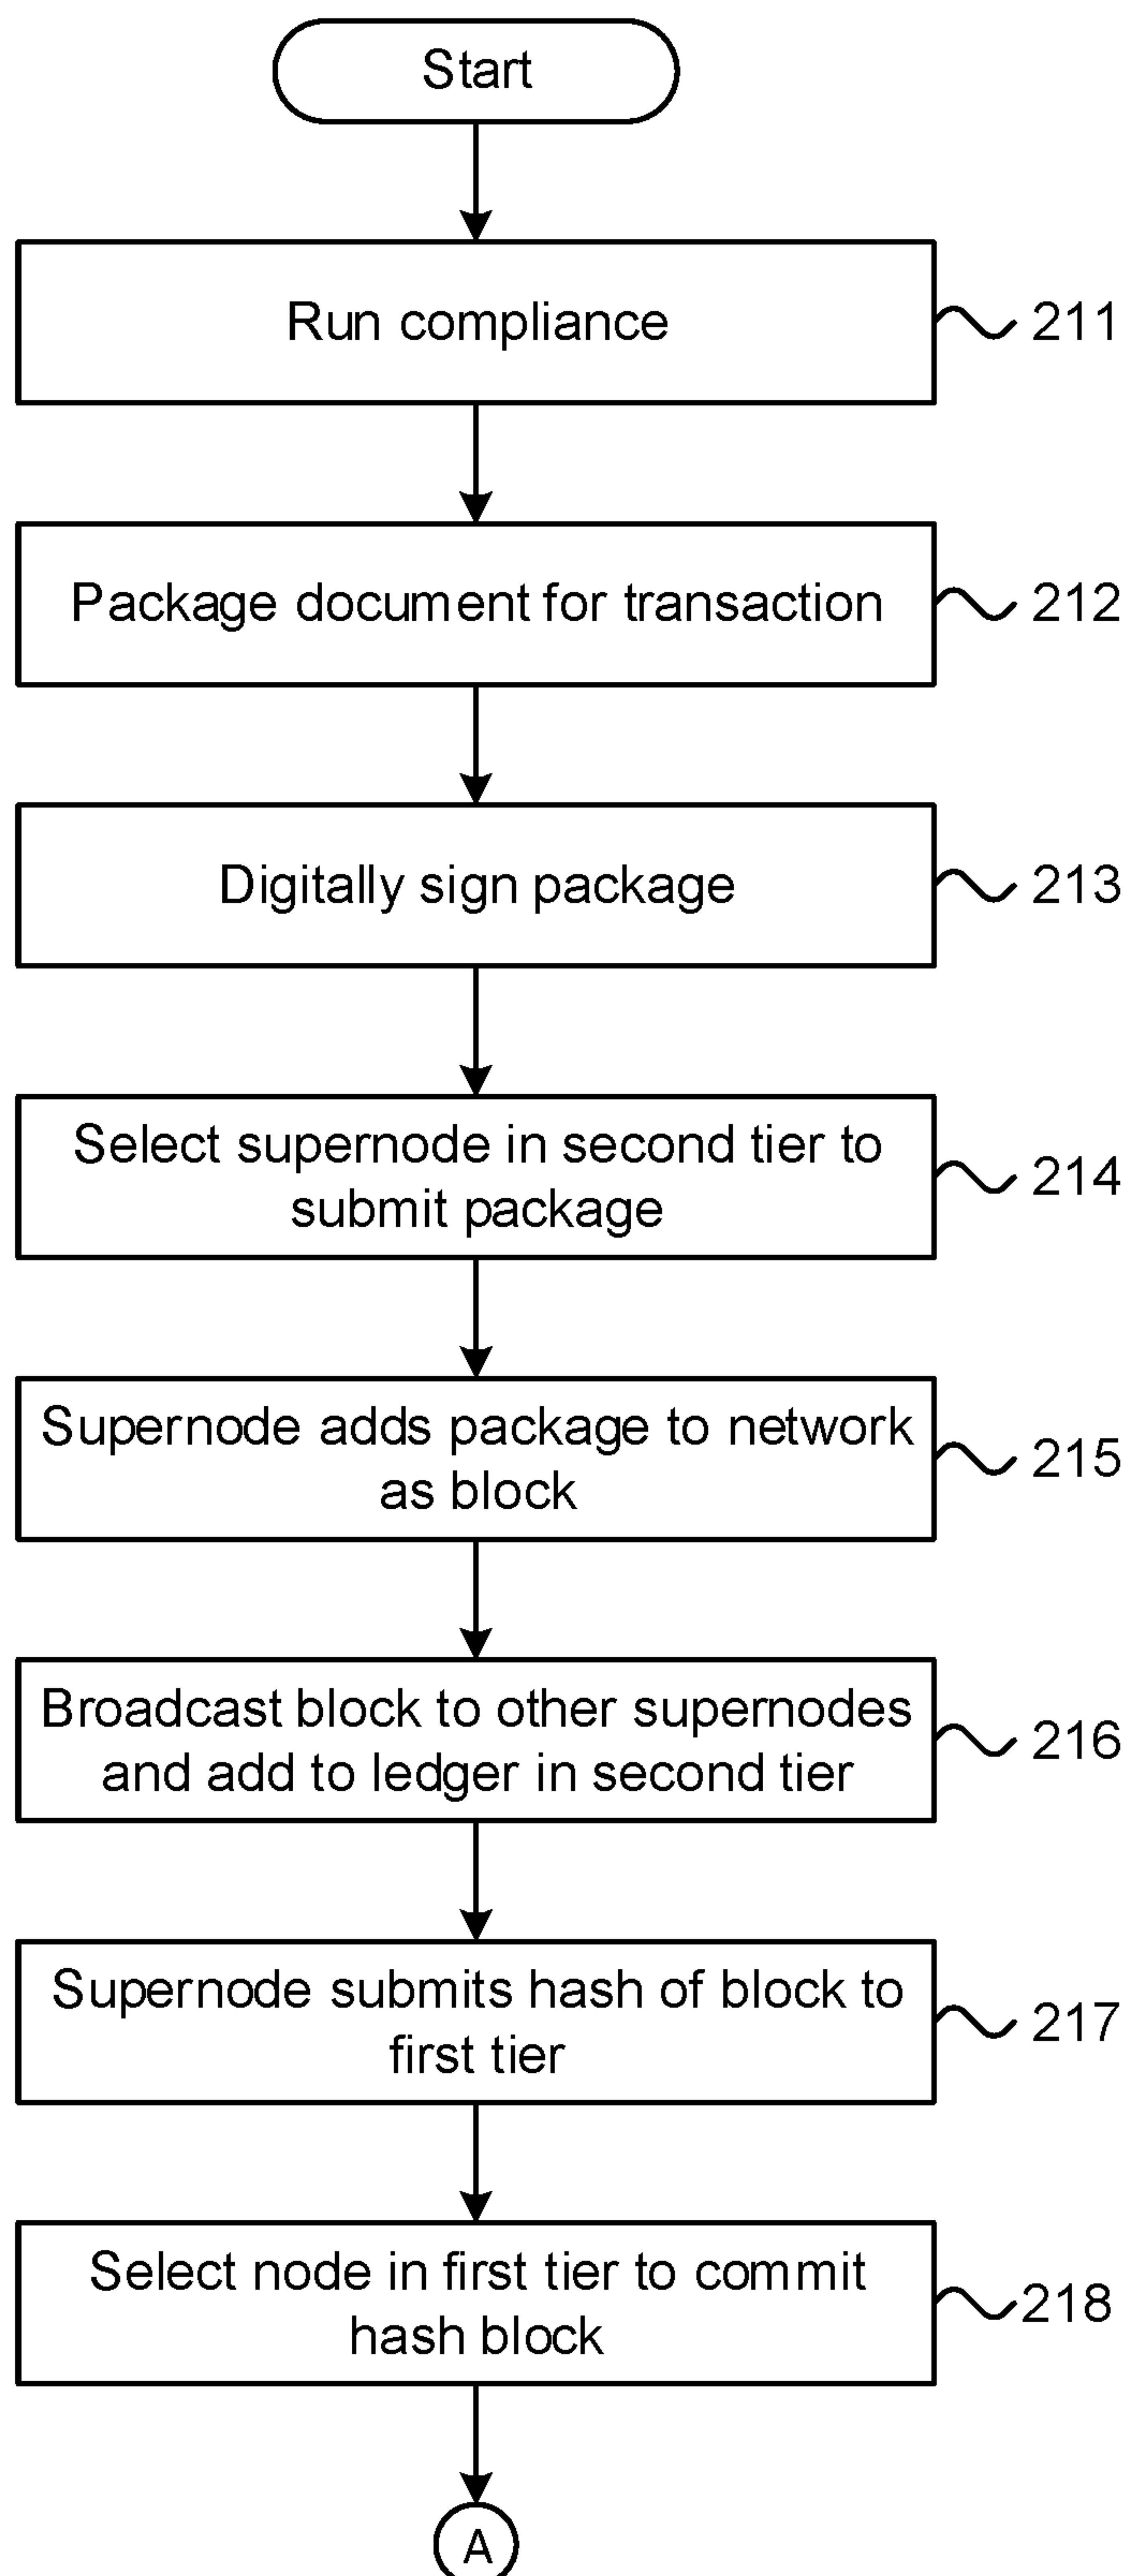 Start
Run compliance
211
Package document for transaction
212
Digitally sign package
213
Select supernode in second tier to
submit package
214
Supernode adds package to network
as block
215
Broadcast block to other supernodes
and add to ledger in second tier
216
Supernode submits hash of block to
first tier
217
Select node in first tier to commit
hash block
218
A